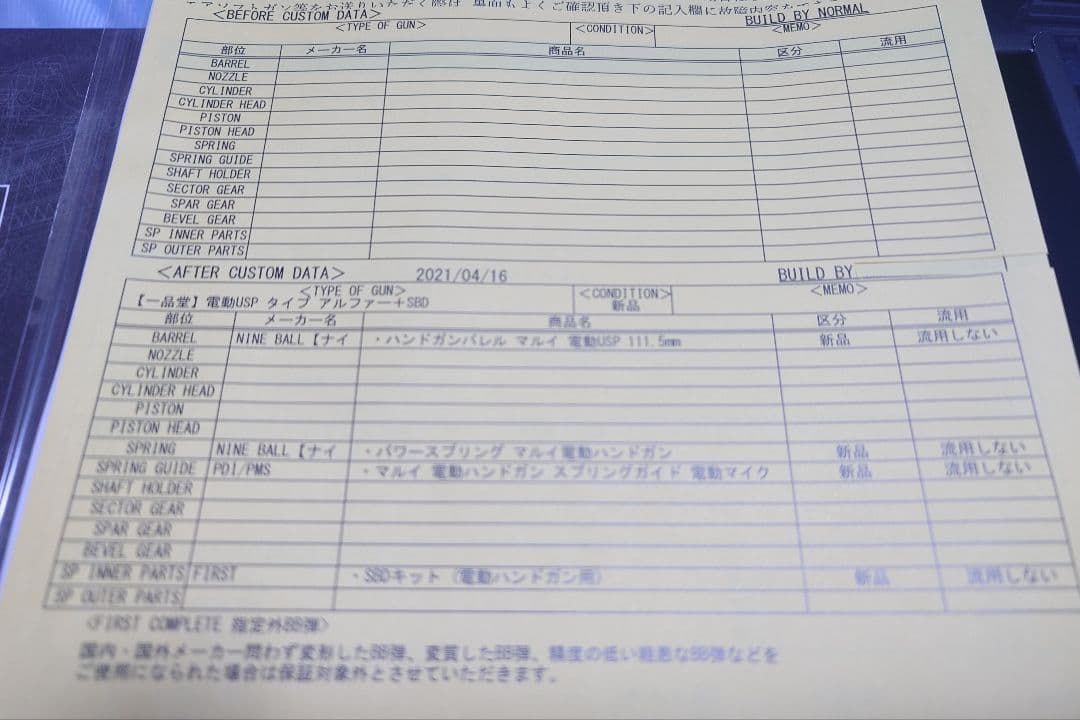 <BEFORE CUSTOM DATA>
BUILD BY NORMAL
<TYPE OF GUN> <CONDITION> <MEMO>
部位 メーカー名 商品名 区分 流用
BARREL
NOZZLE
CYLINDER
CYLINDER HEAD
PISTON
PISTON HEAD
SPRING
SPRING GUIDE
SHAFT HOLDER
SECTOR GEAR
SPAR GEAR
BEVEL GEAR
SP INNER PARTS
SP OUTER PARTS
<AFTER CUSTOM DATA> 2021/04/16 BUILD BY
<TYPE OF GUN> <CONDITION> <MEMO>
【一品堂】電動USP タイプ アルファー+SBD 新品
部位 メーカー名 商品名 区分 流用
BARREL NINE BALL【ナイ ・ハンドガンバレル マルイ 電動USP 111.5mm 新品 流用しない
NOZZLE
CYLINDER
CYLINDER HEAD
PISTON
PISTON HEAD
SPRING NINE BALL【ナイ ・パワースプリング マルイ電動ハンドガン 新品 流用しない
SPRING GUIDE PDI/PMS ・マルイ 電動ハンドガン スプリングガイド 電動マイク 新品 流用しない
SHAFT HOLDER
SECTOR GEAR
SPAR GEAR
BEVEL GEAR
SP INNER PARTS FIRST ・SBDキット (電動ハンドガン用) 新品 流用しない
SP OUTER PARTS
<FIRST COMPLETE 指定外BB弾>
国内・国外メーカー問わず変形したBB弾、変質したBB弾、精度の低い粗悪なBB弾などを
ご使用になられた場合は保証対象外とさせていただきます。